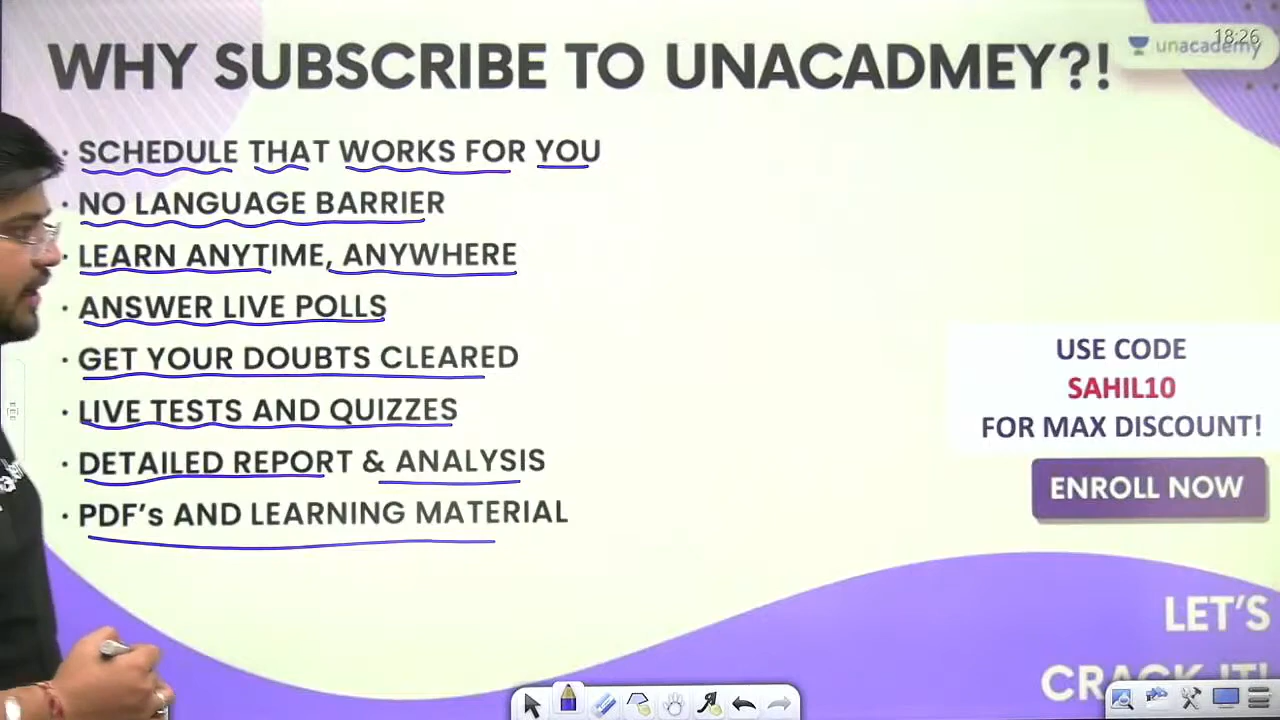 WHY SUBSCRIBE TO UNACADMEY?!
18:26
unacademy
· SCHEDULE THAT WORKS FOR YOU
· NO LANGUAGE BARRIER
· LEARN ANYTIME, ANYWHERE
· ANSWER LIVE POLLS
· GET YOUR DOUBTS CLEARED
· LIVE TESTS AND QUIZZES
· DETAILED REPORT & ANALYSIS
· PDF's AND LEARNING MATERIAL
USE CODE
SAHIL10
FOR MAX DISCOUNT!
ENROLL NOW
LET'S
CRACK IT!